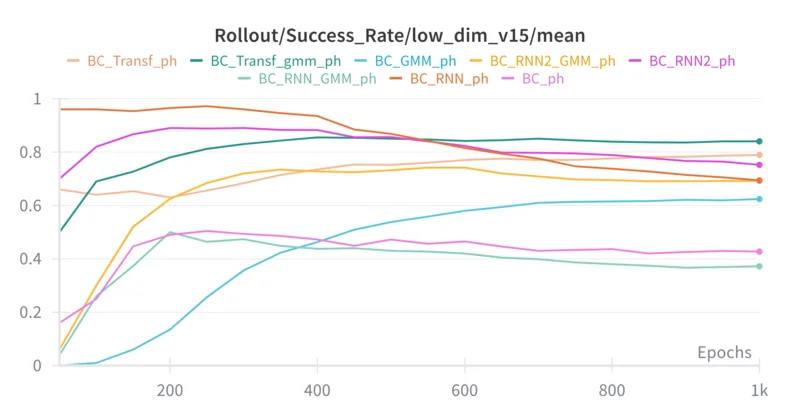 Rollout/Success_Rate/low_dim_v15/mean
BC_Transf_ph BC_Transf_gmm_ph BC_GMM_ph BC_RNN2_GMM_ph BC_RNN2_ph
BC_RNN_GMM_ph BC_RNN_ph BC_ph
1
0.8
0.6
0.4
0.2
0
Epochs
200 400 600 800 1k